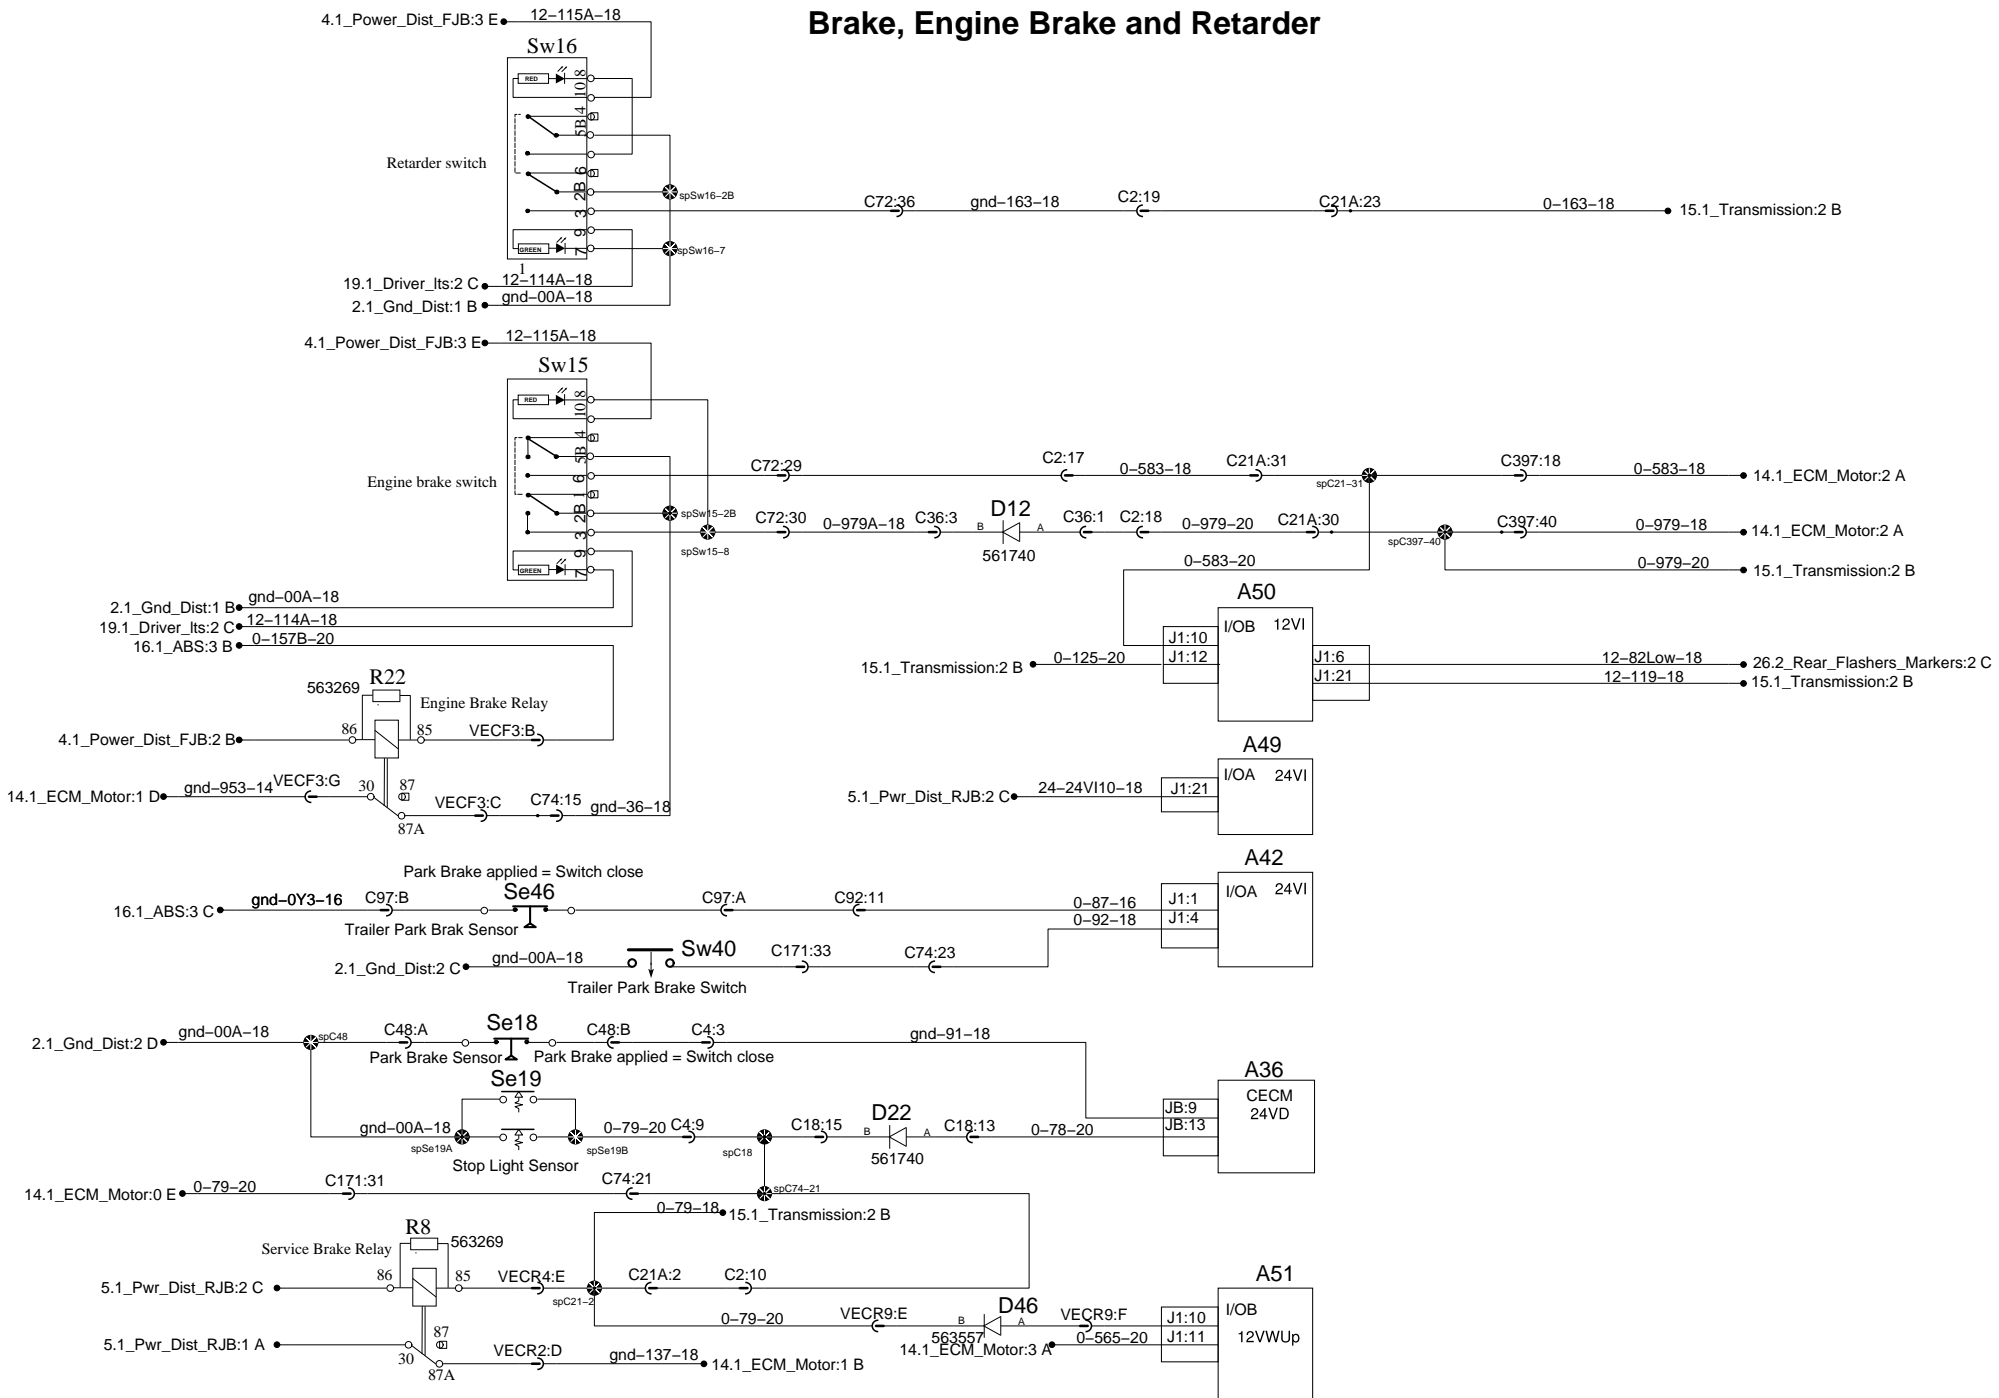 Brake, Engine Brake and Retarder
4.1_Power_Dist_FJB:3 E
12-115A-18
Sw16
RED
8
10
4
5B
6
2B
3
9
7
GREEN
1
Retarder switch
spSw16-2B
spSw16-7
C72:36
gnd-163-18
C2:19
C21A:23
0-163-18
15.1_Transmission:2 B
19.1_Driver_lts:2 C
12-114A-18
2.1_Gnd_Dist:1 B
gnd-00A-18
4.1_Power_Dist_FJB:3 E
12-115A-18
Sw15
RED
8
10
4
5B
6
1
2B
3
9
7
GREEN
Engine brake switch
spSw15-2B
spSw15-8
C72:29
C2:17
0-583-18
C21A:31
spC21-31
C397:18
0-583-18
14.1_ECM_Motor:2 A
C72:30
0-979A-18
C36:3
B
D12
A
561740
C36:1
C2:18
0-979-20
C21A:30
spC397-40
C397:40
0-979-18
14.1_ECM_Motor:2 A
0-583-20
0-979-20
15.1_Transmission:2 B
2.1_Gnd_Dist:1 B
gnd-00A-18
19.1_Driver_lts:2 C
12-114A-18
16.1_ABS:3 B
0-157B-20
A50
I/OB
12VI
J1:10
J1:12
J1:6
J1:21
15.1_Transmission:2 B
0-125-20
12-82Low-18
26.2_Rear_Flashers_Markers:2 C
12-119-18
15.1_Transmission:2 B
R22
563269
Engine Brake Relay
86
85
VECF3:B
4.1_Power_Dist_FJB:2 B
14.1_ECM_Motor:1 D
gnd-953-14
VECF3:G
30
87
87A
VECF3:C
C74:15
gnd-36-18
A49
I/OA
24VI
J1:21
5.1_Pwr_Dist_RJB:2 C
24-24VI10-18
A42
I/OA
24VI
J1:1
J1:4
Park Brake applied = Switch close
16.1_ABS:3 C
gnd-0Y3-16
C97:B
Se46
Trailer Park Brak Sensor
C97:A
C92:11
0-87-16
0-92-18
2.1_Gnd_Dist:2 C
gnd-00A-18
Sw40
C171:33
C74:23
Trailer Park Brake Switch
2.1_Gnd_Dist:2 D
gnd-00A-18
spC48
C48:A
Se18
C48:B
C4:3
gnd-91-18
Park Brake Sensor
Park Brake applied = Switch close
Se19
A36
CECM
24VD
JB:9
JB:13
gnd-00A-18
spSe19A
spSe19B
0-79-20
C4:9
spC18
C18:15
B
D22
A
561740
C18:13
0-78-20
Stop Light Sensor
14.1_ECM_Motor:0 E
0-79-20
C171:31
C74:21
spC74-21
0-79-18
15.1_Transmission:2 B
R8
563269
Service Brake Relay
86
85
5.1_Pwr_Dist_RJB:2 C
VECR4:E
spC21-2
C21A:2
C2:10
0-79-20
VECR9:E
B
D46
A
563557
VECR9:F
A51
I/OB
12VWUp
J1:10
J1:11
14.1_ECM_Motor:3 A
0-565-20
5.1_Pwr_Dist_RJB:1 A
30
87
87A
VECR2:D
gnd-137-18
14.1_ECM_Motor:1 B